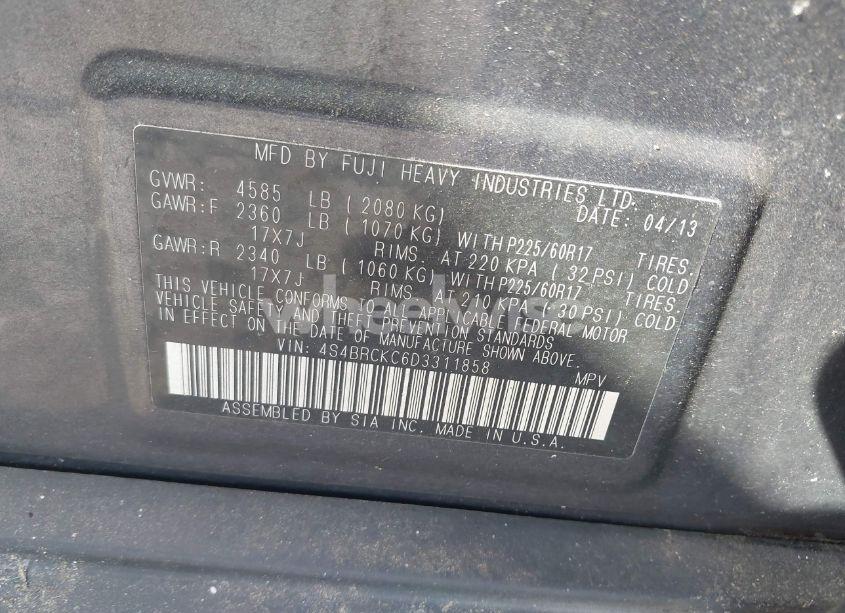 MFD BY FUJI HEAVY INDUSTRIES LTD.
DATE: 04/13
GVWR: 4585 LB (2080 KG)
GAWR:F 2360 LB (1070 KG) WITH P225/60R17 TIRES.
17X7J RIMS. AT 220 KPA (32 PSI) COLD
GAWR:R 2340 LB (1060 KG) WITH P225/60R17 TIRES.
17X7J RIMS. AT 210 KPA (30 PSI) COLD
THIS VEHICLE CONFORMS TO ALL APPLICABLE FEDERAL MOTOR
VEHICLE SAFETY AND THEFT PREVENTION STANDARDS
IN EFFECT ON THE DATE OF MANUFACTURE SHOWN ABOVE.
VIN: 4S4BRCKC6D3311858 MPV
ASSEMBLED BY SIA INC. MADE IN U.S.A.